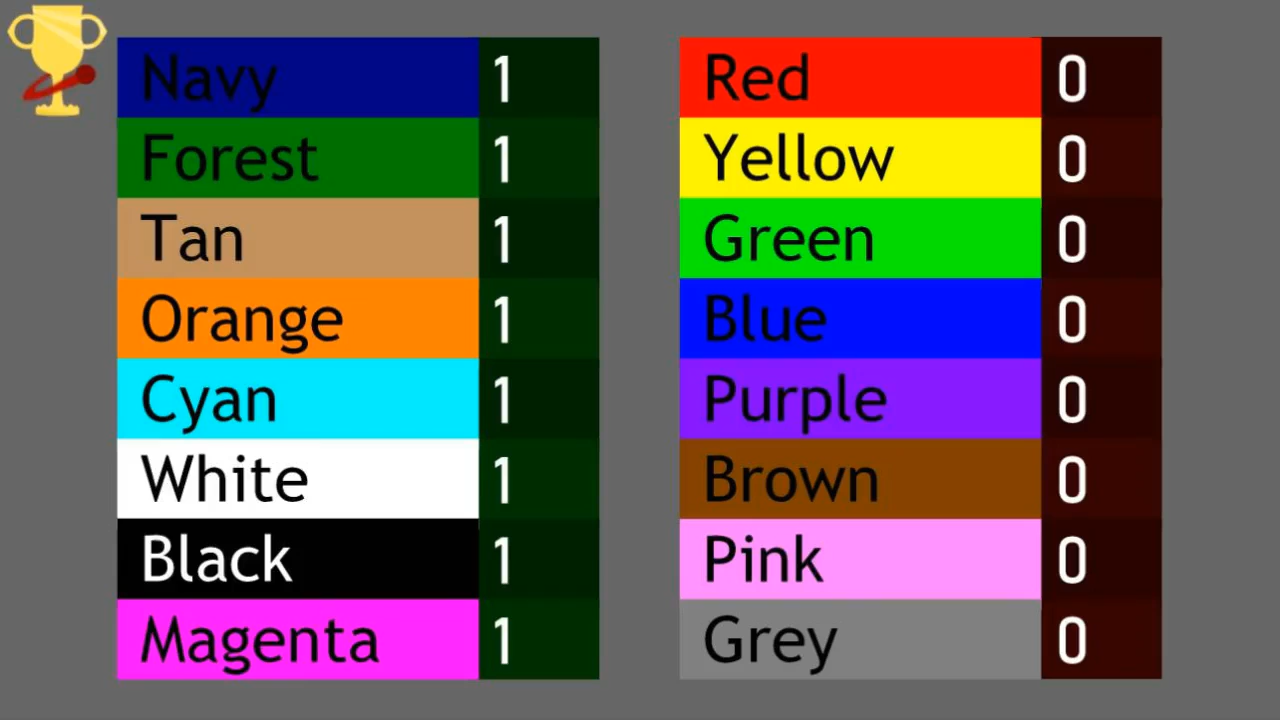 Navy 1
Forest 1
Tan 1
Orange 1
Cyan 1
White 1
Black 1
Magenta 1
Red 0
Yellow 0
Green 0
Blue 0
Purple 0
Brown 0
Pink 0
Grey 0